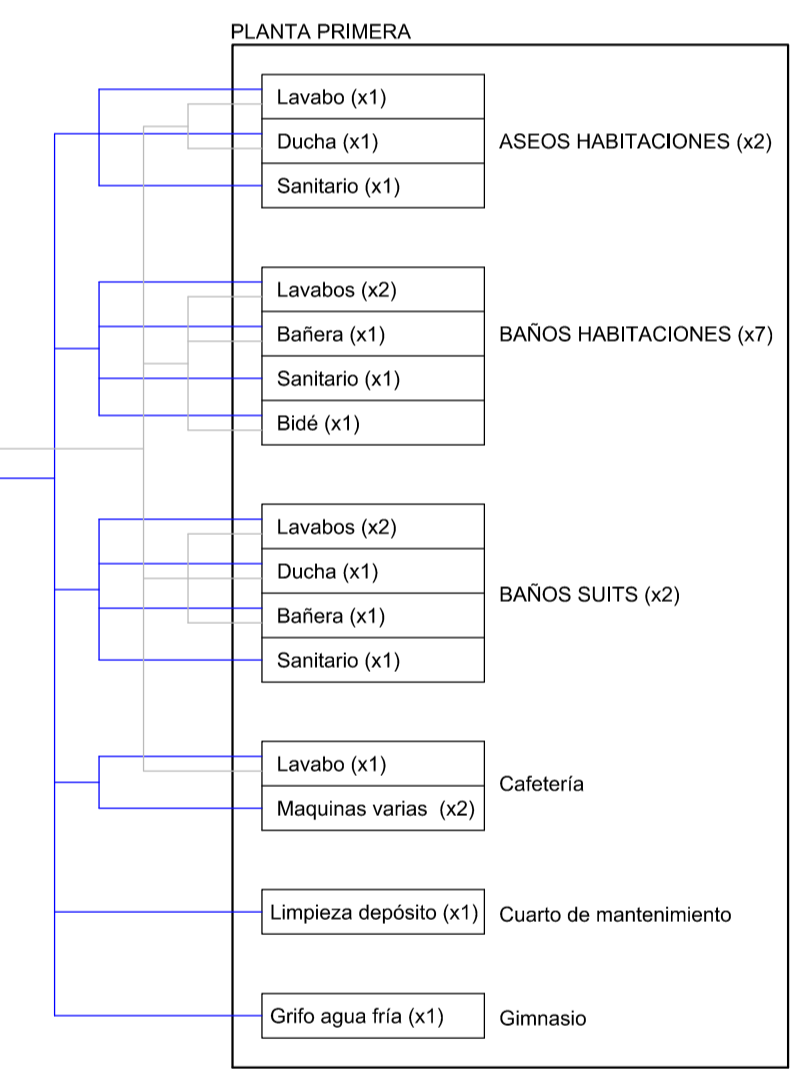 PLANTA PRIMERA
Lavabo (x1)
Ducha (x1)
Sanitario (x1)
ASEOS HABITACIONES (x2)
Lavabos (x2)
Bañera (x1)
Sanitario (x1)
Bidé (x1)
BAÑOS HABITACIONES (x7)
Lavabos (x2)
Ducha (x1)
Bañera (x1)
Sanitario (x1)
BAÑOS SUITS (x2)
Lavabo (x1)
Maquinas varias (x2)
Cafetería
Limpieza depósito (x1)
Cuarto de mantenimiento
Grifo agua fría (x1)
Gimnasio